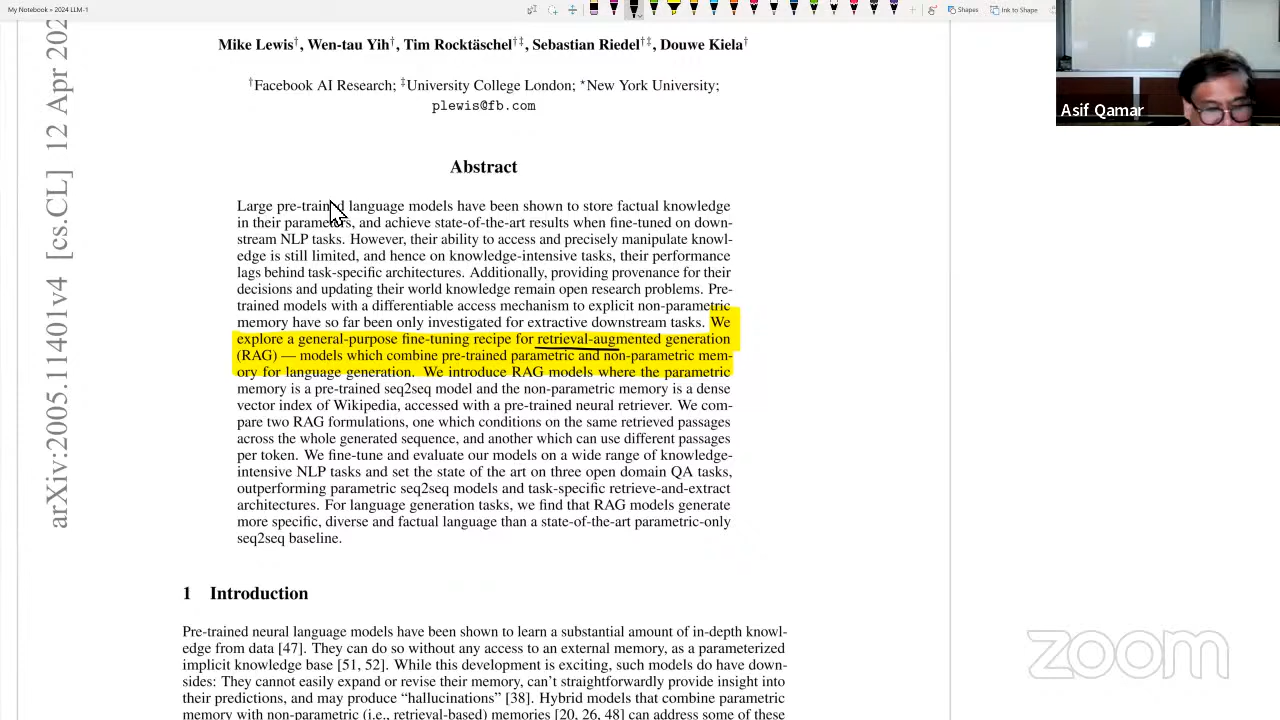 My Notebook » 2024 LLM-1
Shapes
Ink to Shape
Mike Lewis†, Wen-tau Yih†, Tim Rocktäschel†‡, Sebastian Riedel†‡, Douwe Kiela†
†Facebook AI Research; ‡University College London; ⋆New York University;
plewis@fb.com
Asif Qamar
arXiv:2005.11401v4 [cs.CL] 12 Apr 202
Abstract
Large pre-trained language models have been shown to store factual knowledge
in their parameters, and achieve state-of-the-art results when fine-tuned on down-
stream NLP tasks. However, their ability to access and precisely manipulate knowl-
edge is still limited, and hence on knowledge-intensive tasks, their performance
lags behind task-specific architectures. Additionally, providing provenance for their
decisions and updating their world knowledge remain open research problems. Pre-
trained models with a differentiable access mechanism to explicit non-parametric
memory have so far been only investigated for extractive downstream tasks. We
explore a general-purpose fine-tuning recipe for retrieval-augmented generation
(RAG) — models which combine pre-trained parametric and non-parametric mem-
ory for language generation. We introduce RAG models where the parametric
memory is a pre-trained seq2seq model and the non-parametric memory is a dense
vector index of Wikipedia, accessed with a pre-trained neural retriever. We com-
pare two RAG formulations, one which conditions on the same retrieved passages
across the whole generated sequence, and another which can use different passages
per token. We fine-tune and evaluate our models on a wide range of knowledge-
intensive NLP tasks and set the state of the art on three open domain QA tasks,
outperforming parametric seq2seq models and task-specific retrieve-and-extract
architectures. For language generation tasks, we find that RAG models generate
more specific, diverse and factual language than a state-of-the-art parametric-only
seq2seq baseline.
1 Introduction
Pre-trained neural language models have been shown to learn a substantial amount of in-depth knowl-
edge from data [47]. They can do so without any access to an external memory, as a parameterized
implicit knowledge base [51, 52]. While this development is exciting, such models do have down-
sides: They cannot easily expand or revise their memory, can't straightforwardly provide insight into
their predictions, and may produce “hallucinations” [38]. Hybrid models that combine parametric
memory with non-parametric (i.e., retrieval-based) memories [20, 26, 48] can address some of these
zoom